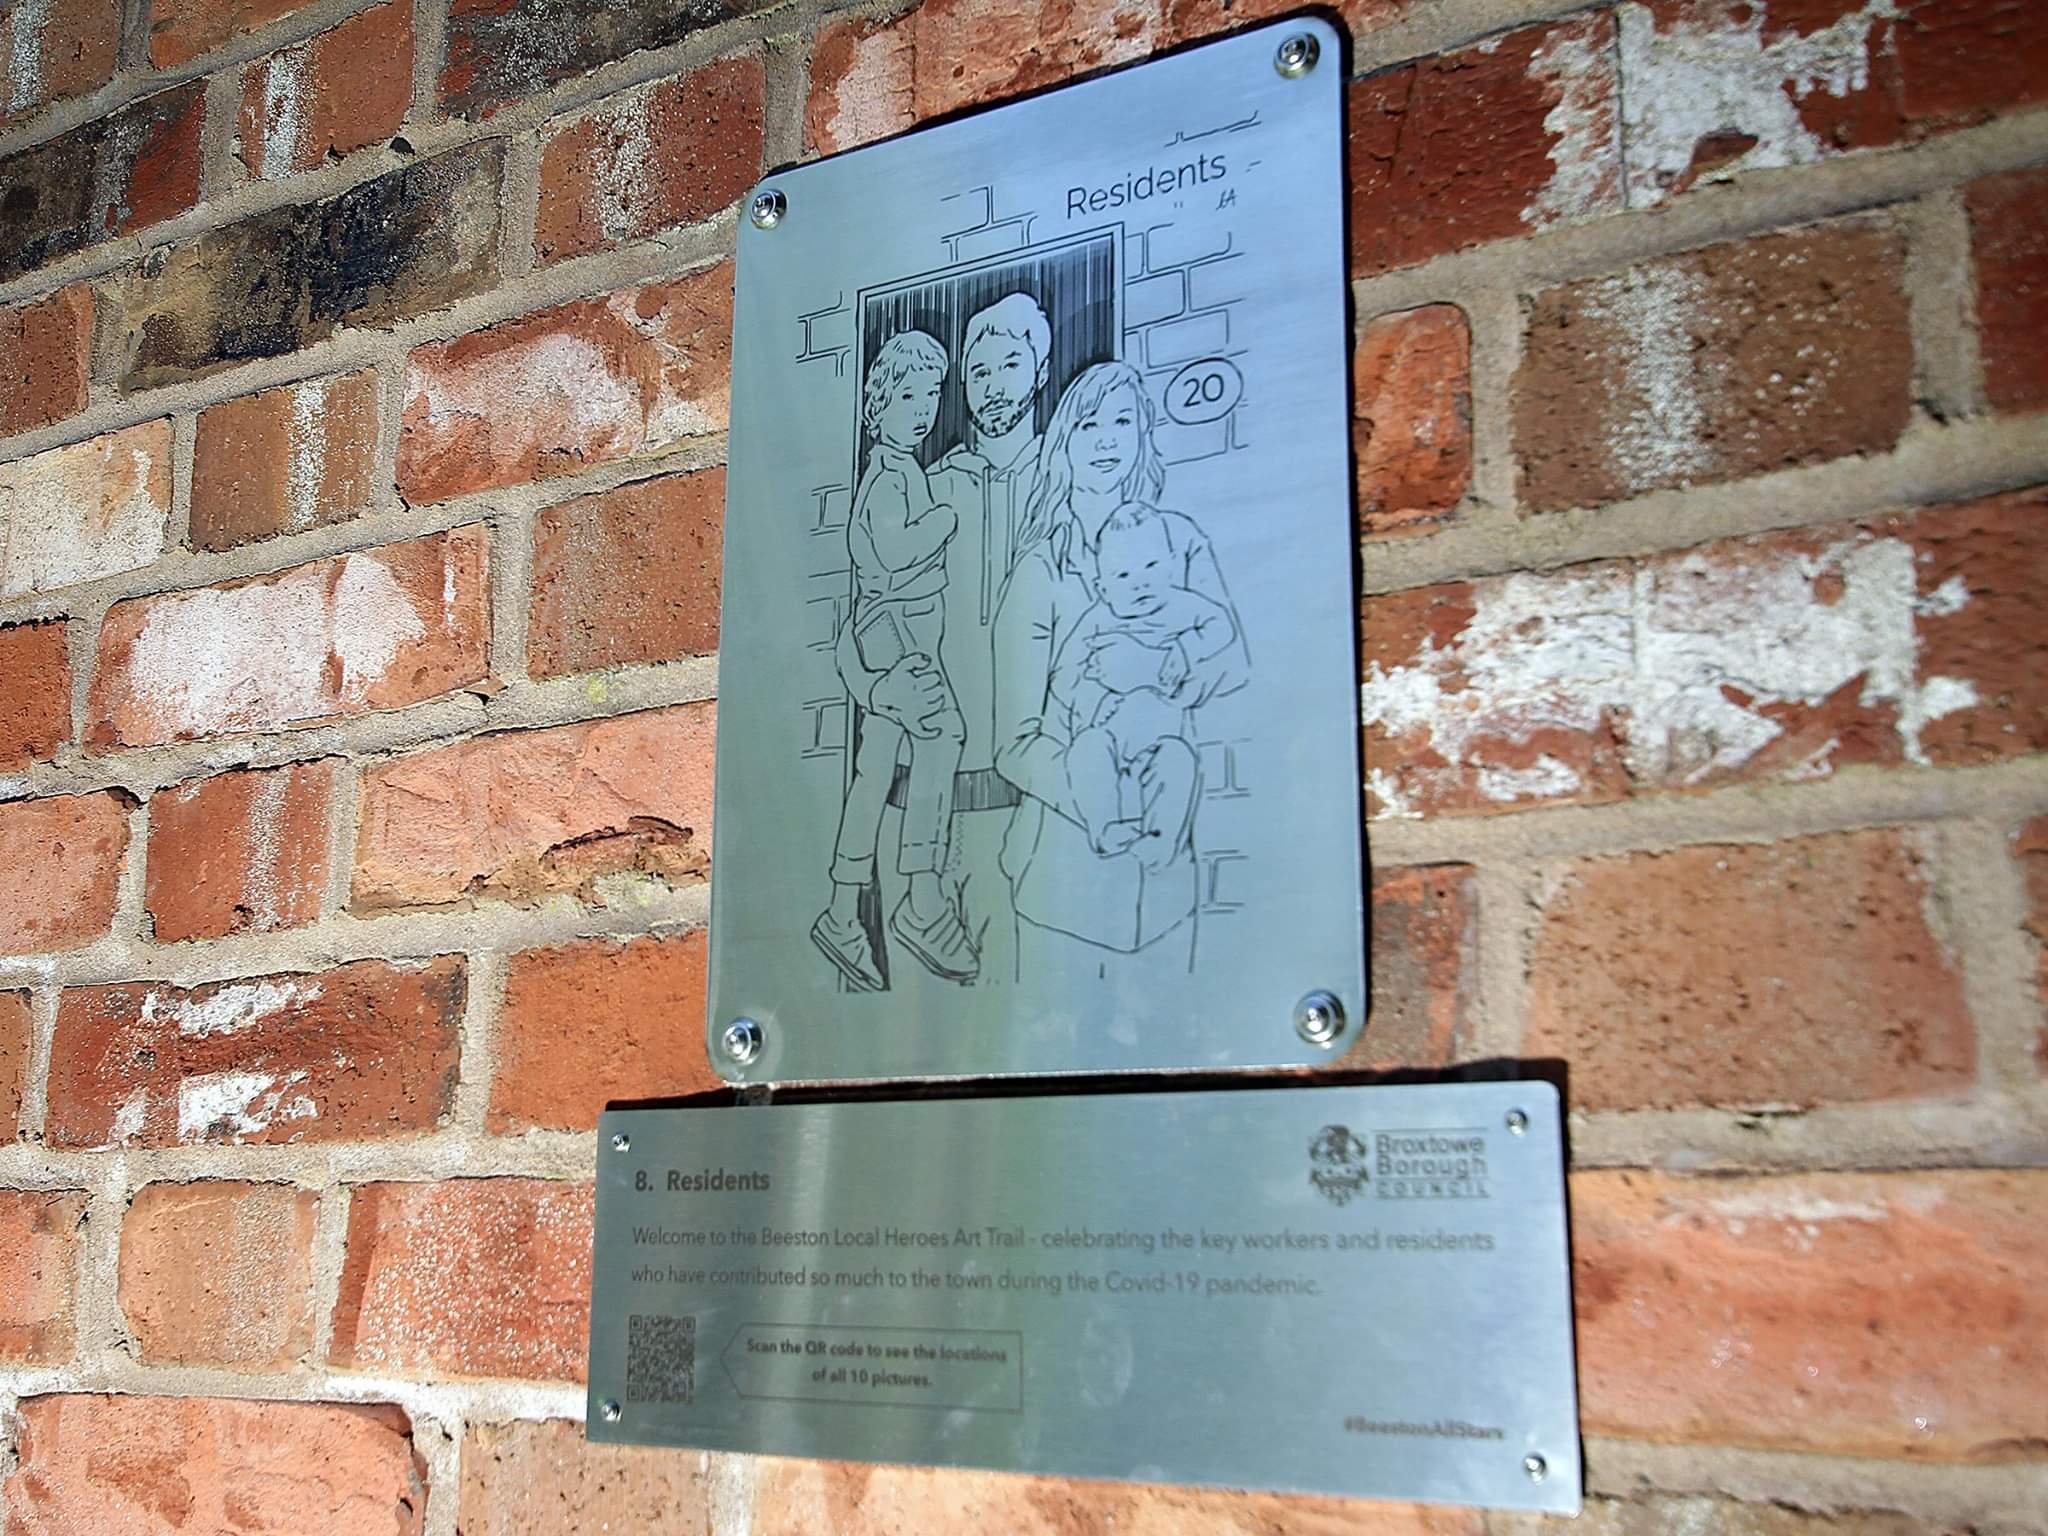 Residents
20
8. Residents
Broxtowe
Borough
COUNCIL
Welcome to the Beeston Local Heroes Art Trail - celebrating the key workers and residents
who have contributed so much to the town during the Covid-19 pandemic.
Scan the QR code to see the locations
of all 10 pictures.
#BeestonAllStars